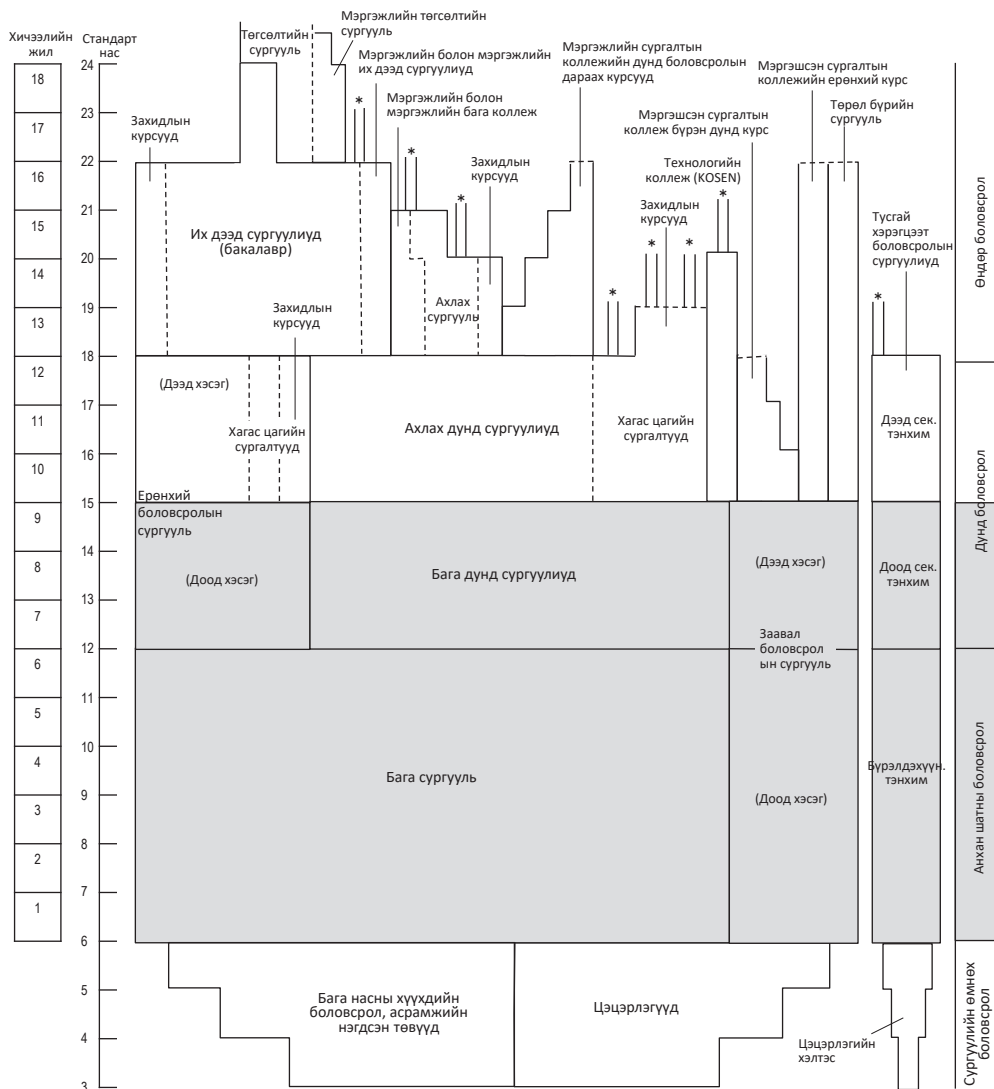 Хичээлийн
жил
Стандарт
нас
Төгсөлтийн
сургууль
Мэргэжлийн төгсөлтийн
сургууль
Мэргэжлийн болон мэргэжлийн
их дээд сургуулиуд
Мэргэжлийн болон
мэргэжлийн бага коллеж
Мэргэжлийн сургалтын
коллежийн дунд боловсролын
дараах курсууд
Мэргэшсэн сургалтын
коллежийн ерөнхий курс
Мэргэшсэн сургалтын
коллеж бүрэн дунд курс
Төрөл бүрийн
сургууль
Захидлын
курсууд
Захидлын
курсууд
Технологийн
коллеж (KOSEN)
Захидлын
курсууд
Тусгай
хэрэгцээт
боловсролын
сургуулиуд
Их дээд сургуулиуд
(бакалавр)
Захидлын
курсууд
Ахлах
сургууль
*
*
*
*
*
*
*
*
18
17
16
15
14
13
12
11
10
9
8
7
6
5
4
3
2
1
24
23
22
21
20
19
18
17
16
15
14
13
12
11
10
9
8
7
6
5
4
3
(Дээд хэсэг)
Хагас цагийн
сургалтууд
Ахлах дунд сургуулиуд
Хагас цагийн
сургалтууд
Дээд сек.
тэнхим
Ерөнхий
боловсролын
сургууль
(Доод хэсэг)
Бага дунд сургуулиуд
(Дээд хэсэг)
Доод сек.
тэнхим
Заавал
боловсрол
ын сургууль
Бага сургууль
(Доод хэсэг)
Бүрэлдэхүүн.
тэнхим
Бага насны хүүхдийн
боловсрол, асрамжийн
нэгдсэн төвүүд
Цэцэрлэгүүд
Цэцэрлэгийн
хэлтэс
Өндөр боловсрол
Дунд боловсрол
Анхан шатны боловсрол
Сургуулийн өмнөх
боловсрол